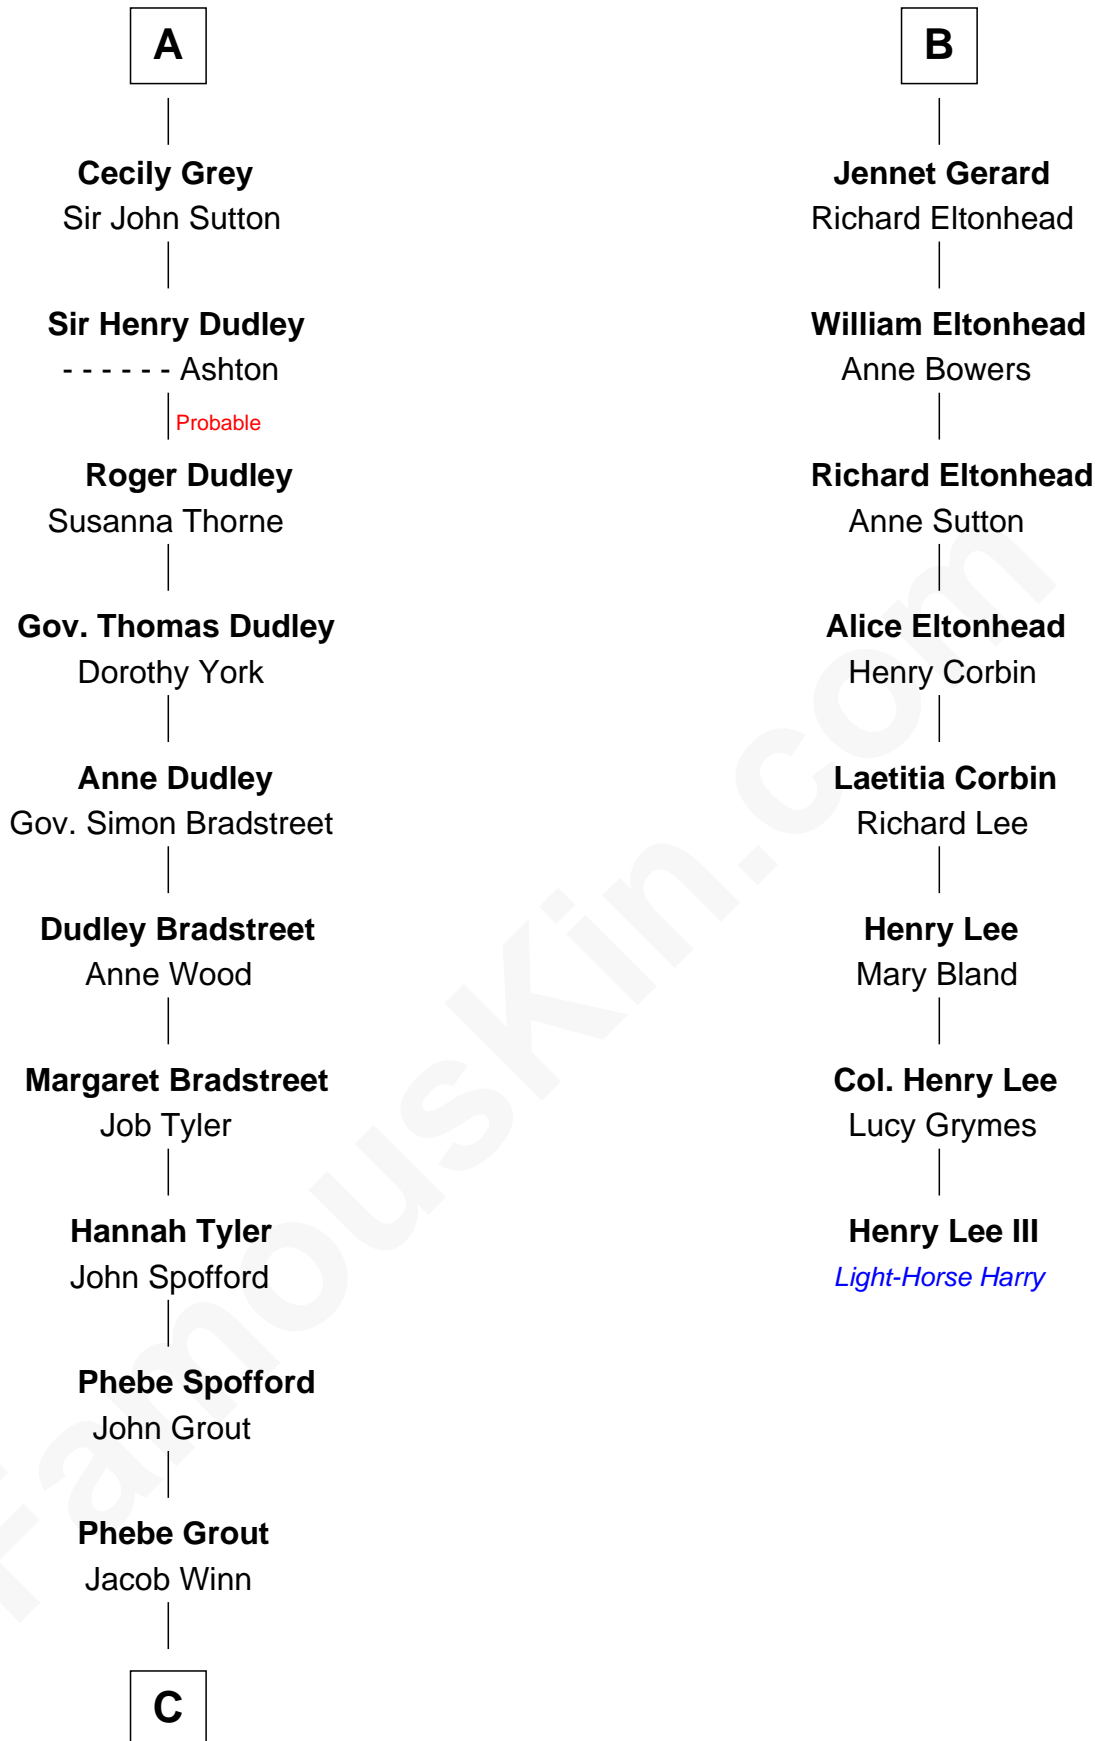 A
Cecily Grey
Sir John Sutton
Sir Henry Dudley
- - - - - - Ashton
Probable
Roger Dudley
Susanna Thorne
Gov. Thomas Dudley
Dorothy York
Anne Dudley
Gov. Simon Bradstreet
Dudley Bradstreet
Anne Wood
Margaret Bradstreet
Job Tyler
Hannah Tyler
John Spofford
Phebe Spofford
John Grout
Phebe Grout
Jacob Winn
C
B
Jennet Gerard
Richard Eltonhead
William Eltonhead
Anne Bowers
Richard Eltonhead
Anne Sutton
Alice Eltonhead
Henry Corbin
Laetitia Corbin
Richard Lee
Henry Lee
Mary Bland
Col. Henry Lee
Lucy Grymes
Henry Lee III
Light-Horse Harry
FamousKin.com